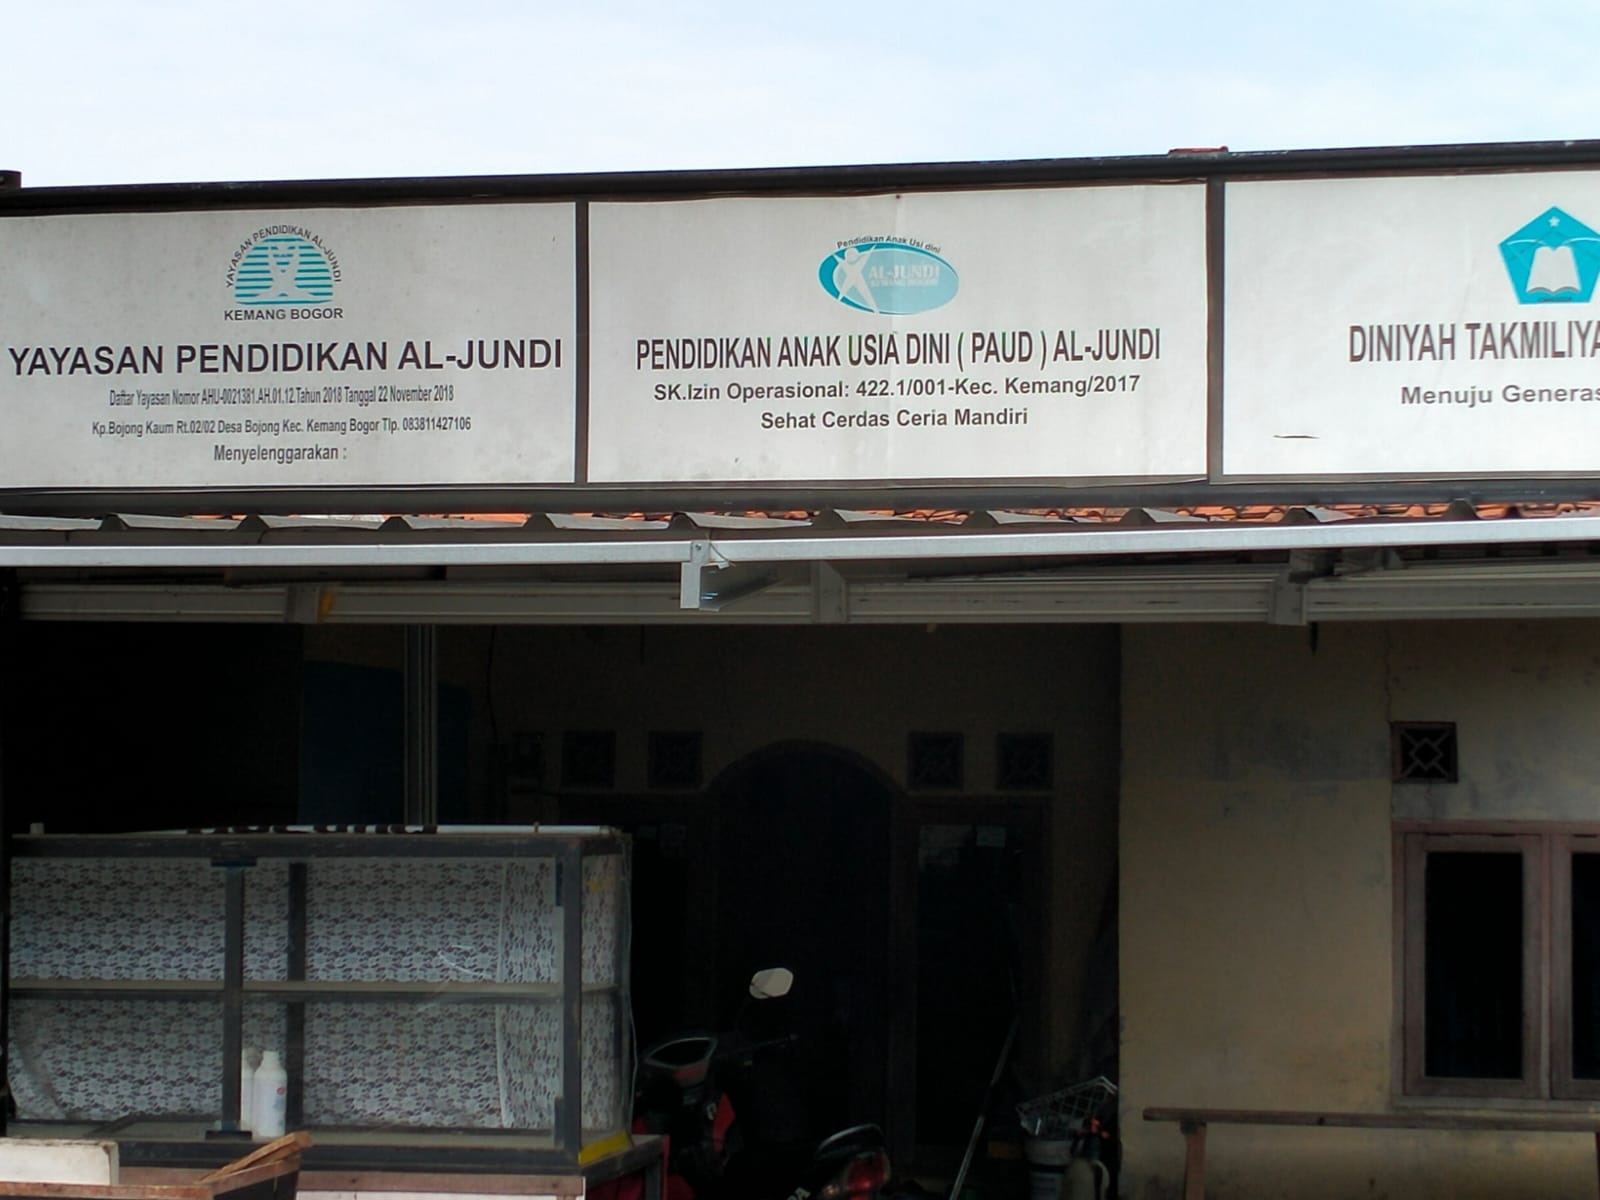 YAYASAN PENDIDIKAN AL-JUNDI
KEMANG BOGOR
YAYASAN PENDIDIKAN AL-JUNDI
Daftar Yayasan Nomor AHU-0021381.AH.01.12.Tahun 2018 Tanggal 22 November 2018
Kp.Bojong Kaum Rt.02/02 Desa Bojong Kec. Kemang Bogor Tlp. 083811427106
Menyelenggarakan :
Pendidikan Anak Usi dini
AL-JUNDI
KEMANG BOGOR
PENDIDIKAN ANAK USIA DINI ( PAUD ) AL-JUNDI
SK.Izin Operasional: 422.1/001-Kec. Kemang/2017
Sehat Cerdas Ceria Mandiri
DINIYAH TAKMILIYA
Menuju Generas